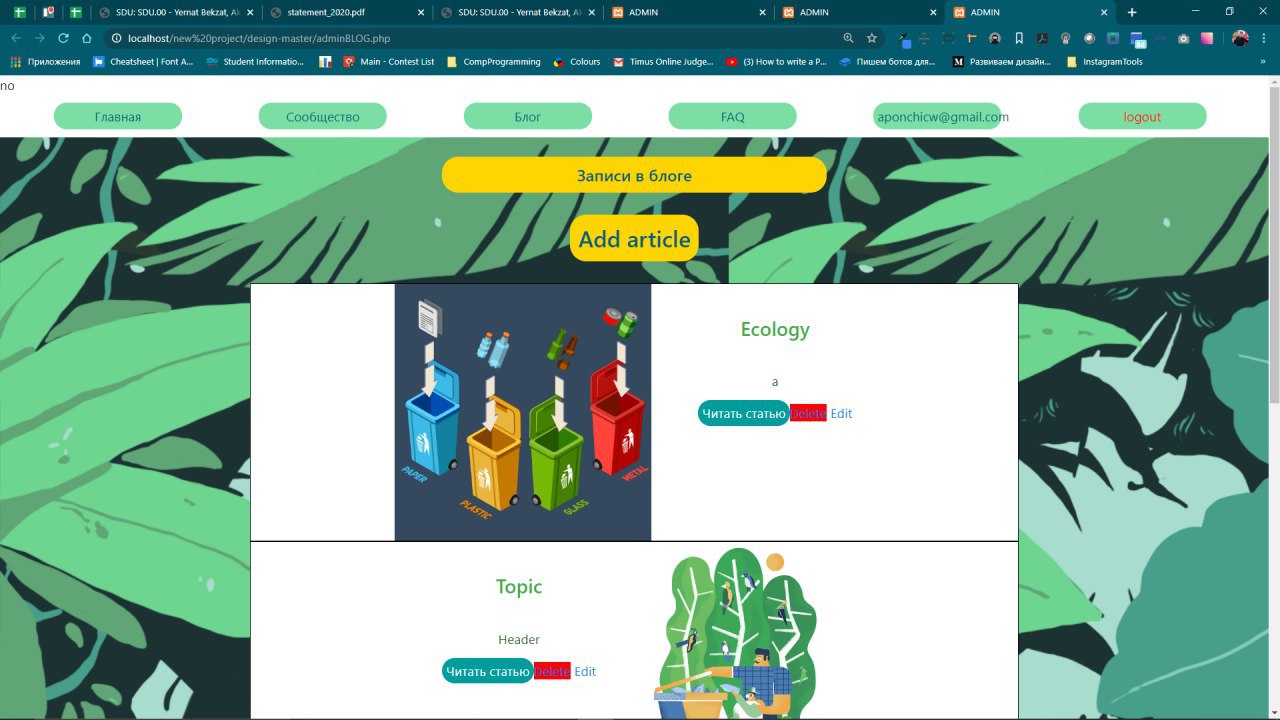 SDU: SDU.00 - Yernat Bekzat, Al
statement_2020.pdf
SDU: SDU.00 - Yernat Bekzat, Al
ADMIN
ADMIN
ADMIN
localhost/new%20project/design-master/adminBLOG.php
Приложения
Cheatsheet | Font A...
Student Informatio...
Main - Contest List
CompProgramming
Colours
Timus Online Judge...
(3) How to write a P...
Пишем ботов для...
Развиваем дизайн...
InstagramTools
no
Главная
Сообщество
Блог
FAQ
aponchicw@gmail.com
logout
Записи в блоге
Add article
PAPER
PLASTIC
GLASS
METAL
Ecology
a
Читать статью Delete Edit
Topic
Header
Читать статью Delete Edit